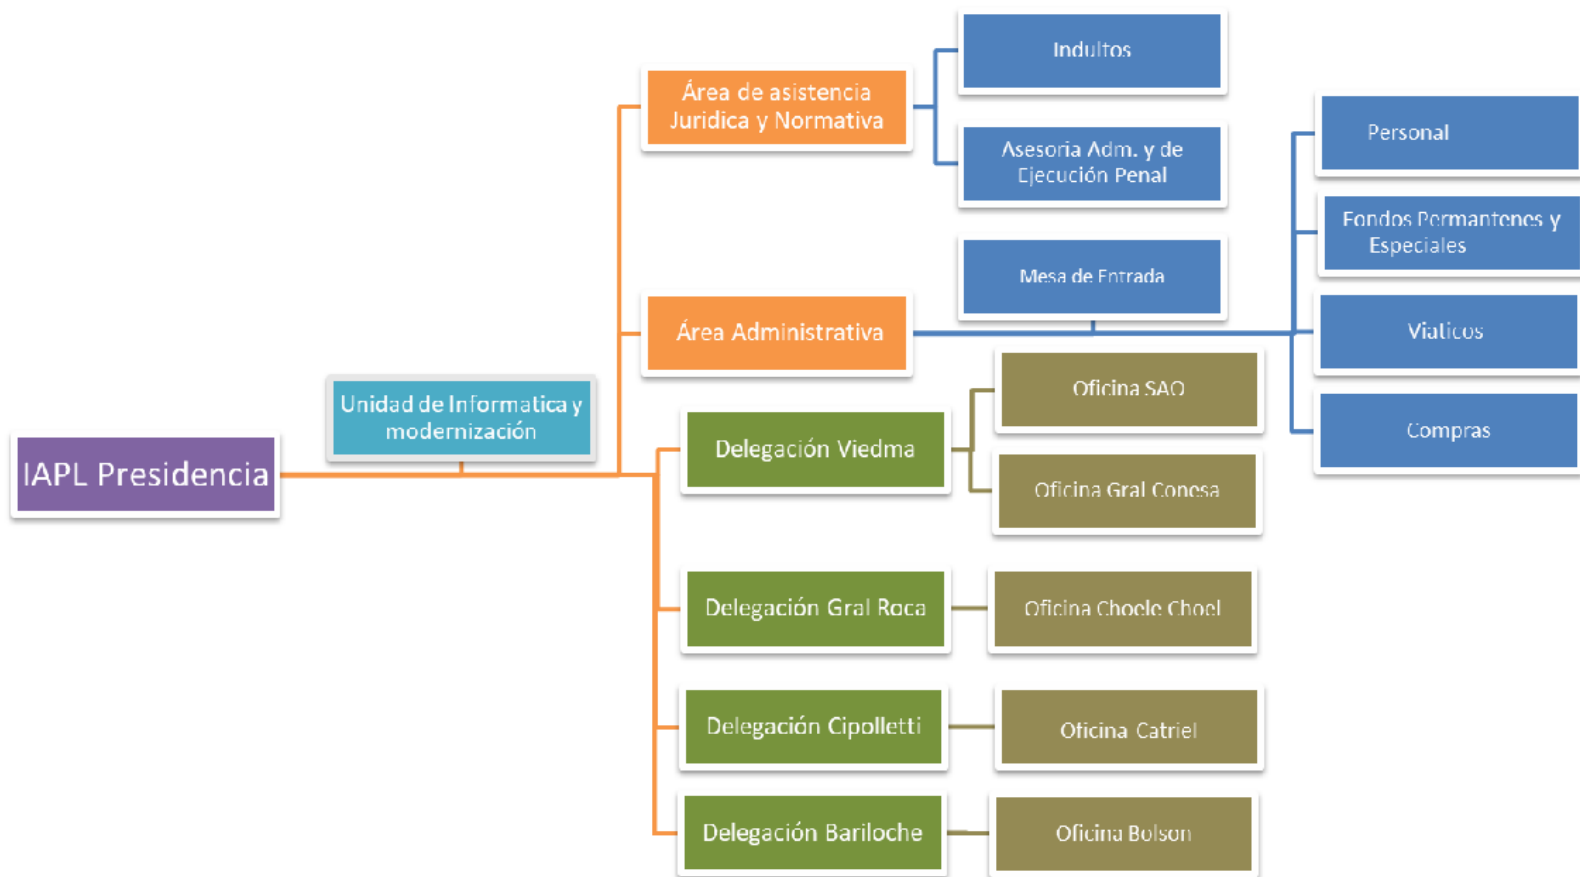 IAPL Presidencia
Unidad de Informatica y
modernización
Área de asistencia
Juridica y Normativa
Indultos
Asesoria Adm. y de
Ejecución Penal
Área Administrativa
Mesa de Entrada
Personal
Fondos Permantenes y
Especiales
Viaticos
Compras
Delegación Viedma
Oficina SAO
Oficina Gral Conesa
Delegación Gral Roca
Oficina Choele Choel
Delegación Cipolletti
Oficina Catriel
Delegación Bariloche
Oficina Bolson